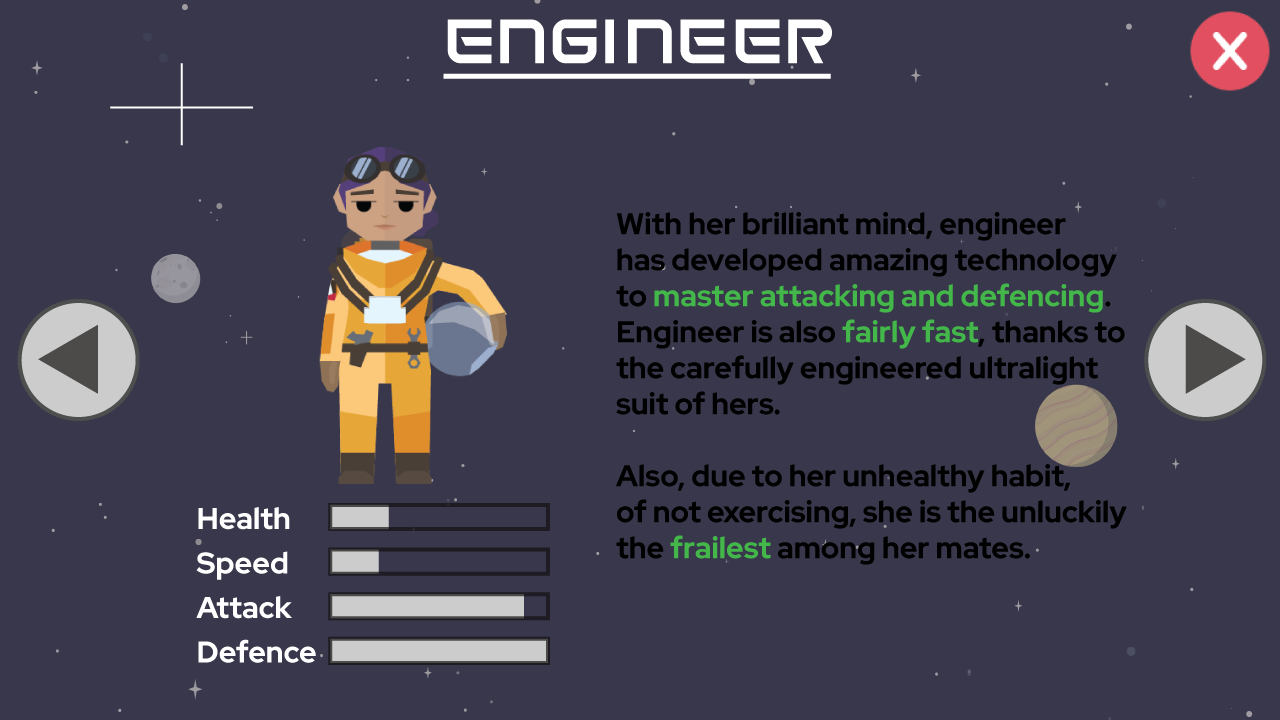 ENGINEER
With her brilliant mind, engineer
has developed amazing technology
to master attacking and defencing.
Engineer is also fairly fast, thanks to
the carefully engineered ultralight
suit of hers.
Also, due to her unhealthy habit,
of not exercising, she is the unluckily
the frailest among her mates.
Health
Speed
Attack
Defence